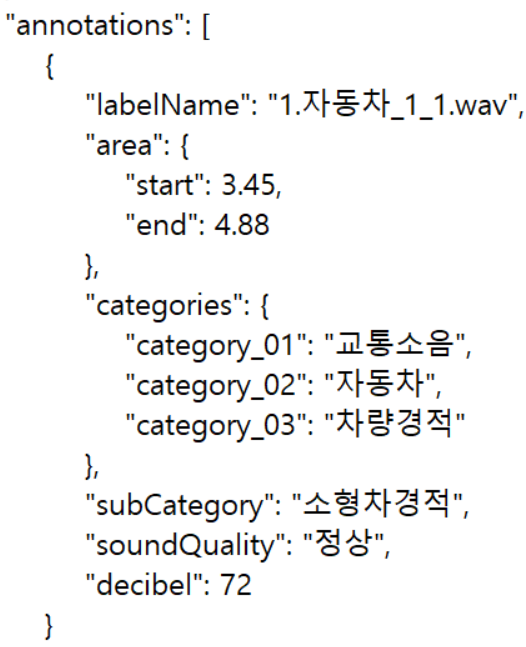 "annotations": [
{
"labelName": "1.자동차_1_1.wav",
"area": {
"start": 3.45,
"end": 4.88
},
"categories": {
"category_01": "교통소음",
"category_02": "자동차",
"category_03": "차량경적"
},
"subCategory": "소형차경적",
"soundQuality": "정상",
"decibel": 72
}